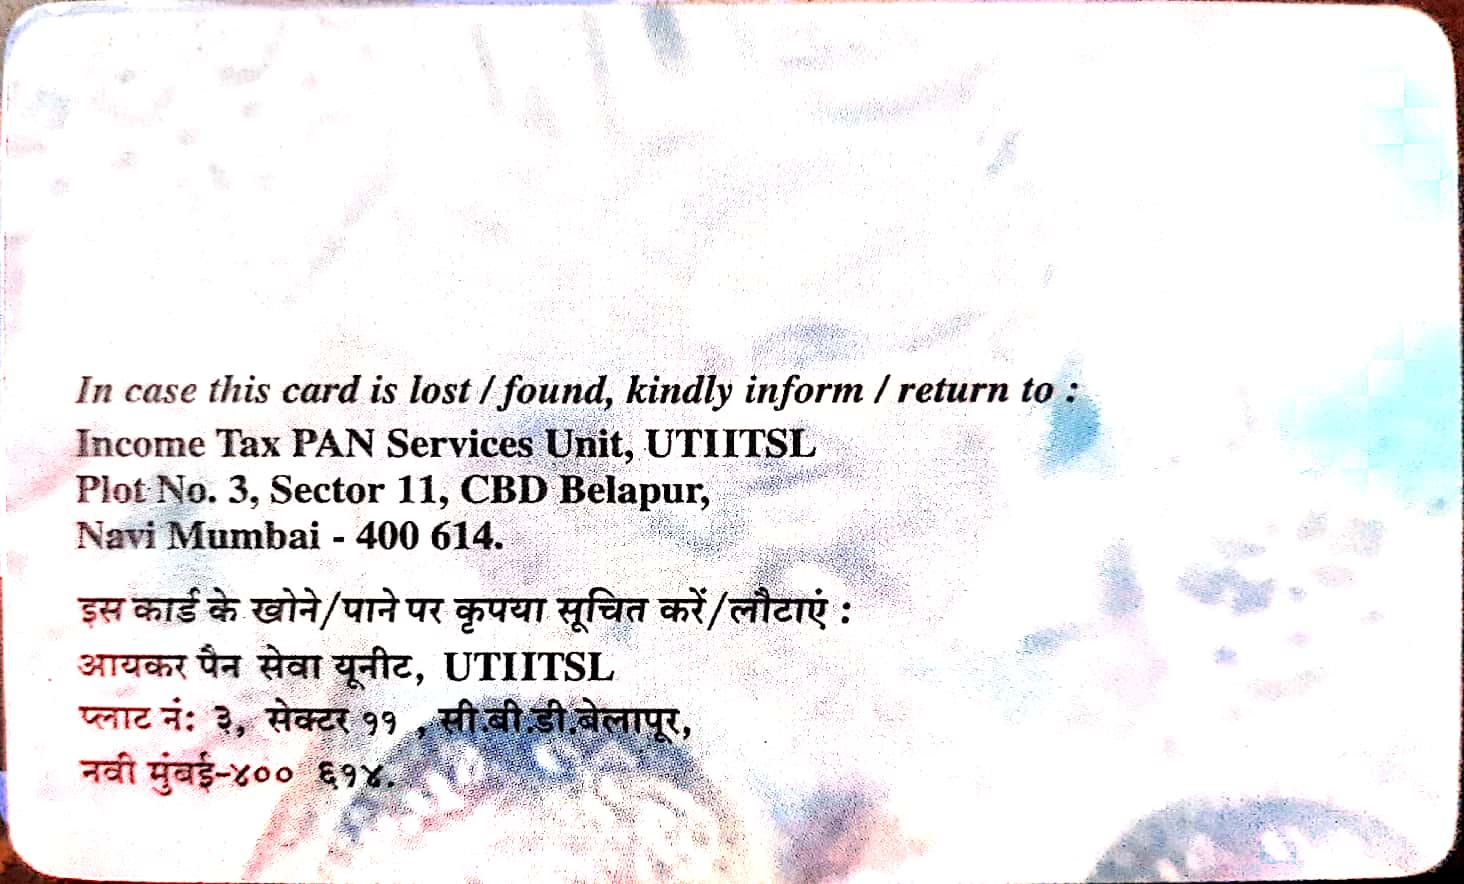 In case this card is lost / found, kindly inform / return to :
Income Tax PAN Services Unit, UTIITSL
Plot No. 3, Sector 11, CBD Belapur,
Navi Mumbai - 400 614.
इस कार्ड के खोने/पाने पर कृपया सूचित करें/लौटाएं :
आयकर पैन सेवा यूनीट, UTIITSL
प्लाट नं: ३, सेक्टर ११ , सी.बी.डी.बेलापूर,
नवी मुंबई-४०० ६१४.